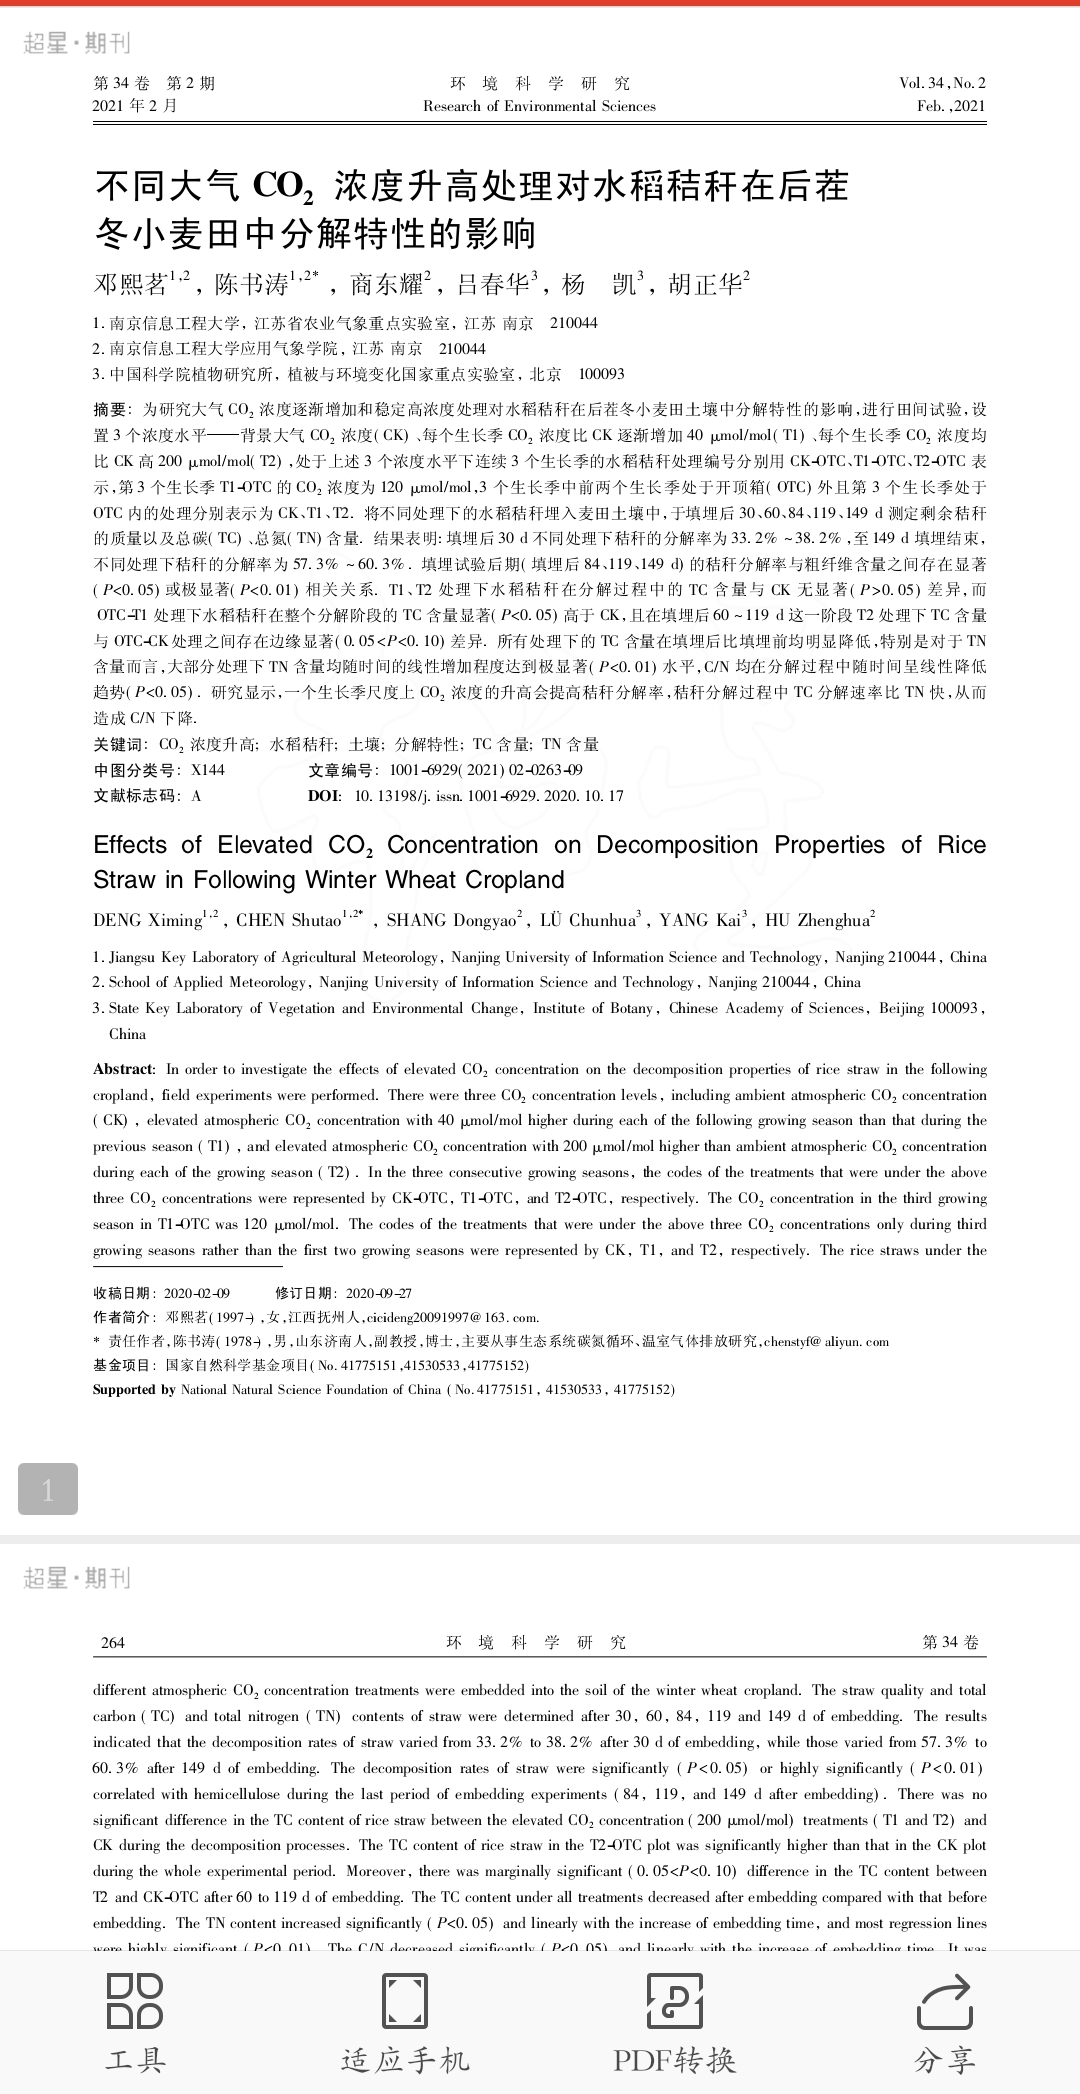 超星·期刊
第 34 卷 第 2 期 环 境 科 学 研 究 Vol. 34 ,No. 2
2021 年 2 月 Research of Environmental Sciences Feb. ,2021
不同大气 CO2 浓度升高处理对水稻秸秆在后茬
冬小麦田中分解特性的影响
邓熙茗1,2, 陈书涛1,2*, 商东耀2, 吕春华3, 杨 凯3, 胡正华2
1. 南京信息工程大学, 江苏省农业气象重点实验室, 江苏 南京 210044
2. 南京信息工程大学应用气象学院, 江苏 南京 210044
3. 中国科学院植物研究所, 植被与环境变化国家重点实验室, 北京 100093
摘要: 为研究大气 CO2 浓度逐渐增加和稳定高浓度处理对水稻秸秆在后茬冬小麦田土壤中分解特性的影响,进行田间试验,设
置 3 个浓度水平——背景大气 CO2 浓度( CK) 、每个生长季 CO2 浓度比 CK 逐渐增加 40 μmol/mol( T1) 、每个生长季 CO2 浓度均
比 CK 高 200 μmol/mol( T2) ,处于上述 3 个浓度水平下连续 3 个生长季的水稻秸秆处理编号分别用 CK-OTC、T1-OTC、T2-OTC 表
示,第 3 个生长季 T1-OTC 的 CO2 浓度为 120 μmol/mol,3 个生长季中前两个生长季处于开顶箱( OTC) 外且第 3 个生长季处于
OTC 内的处理分别表示为 CK、T1、T2. 将不同处理下的水稻秸秆埋入麦田土壤中,于填埋后 30、60、84、119、149 d 测定剩余秸秆
的质量以及总碳( TC) 、总氮( TN) 含量. 结果表明: 填埋后 30 d 不同处理下秸秆的分解率为 33. 2% ~38. 2% ,至 149 d 填埋结束,
不同处理下秸秆的分解率为 57. 3% ~60. 3% . 填埋试验后期( 填埋后 84、119、149 d) 的秸秆分解率与粗纤维含量之间存在显著
( P<0. 05) 或极显著( P<0. 01) 相关关系. T1、T2 处理下水稻秸秆在分解过程中的 TC 含量与 CK 无显著( P>0. 05) 差异,而
OTC-T1 处理下水稻秸秆在整个分解阶段的 TC 含量显著( P<0. 05) 高于 CK,且在填埋后 60 ~119 d 这一阶段 T2 处理下 TC 含量
与 OTC-CK 处理之间存在边缘显著( 0. 05<P<0. 10) 差异. 所有处理下的 TC 含量在填埋后比填埋前均明显降低,特别是对于 TN
含量而言,大部分处理下 TN 含量均随时间的线性增加程度达到极显著( P<0. 01) 水平,C/N 均在分解过程中随时间呈线性降低
趋势( P<0. 05) . 研究显示,一个生长季尺度上 CO2 浓度的升高会提高秸秆分解率,秸秆分解过程中 TC 分解速率比 TN 快,从而
造成 C/N 下降.
关键词: CO2 浓度升高; 水稻秸秆; 土壤; 分解特性; TC 含量; TN 含量
中图分类号: X144 文章编号: 1001-6929( 2021) 02-0263-09
文献标志码: A DOI: 10. 13198/j. issn. 1001-6929. 2020. 10. 17
Effects of Elevated CO2 Concentration on Decomposition Properties of Rice
Straw in Following Winter Wheat Cropland
DENG Ximing1,2, CHEN Shutao1,2*, SHANG Dongyao2, LÜ Chunhua3, YANG Kai3, HU Zhenghua2
1. Jiangsu Key Laboratory of Agricultural Meteorology, Nanjing University of Information Science and Technology, Nanjing 210044, China
2. School of Applied Meteorology, Nanjing University of Information Science and Technology, Nanjing 210044, China
3. State Key Laboratory of Vegetation and Environmental Change, Institute of Botany, Chinese Academy of Sciences, Beijing 100093,
China
Abstract: In order to investigate the effects of elevated CO2 concentration on the decomposition properties of rice straw in the following
cropland, field experiments were performed. There were three CO2 concentration levels, including ambient atmospheric CO2 concentration
( CK) , elevated atmospheric CO2 concentration with 40 μmol/mol higher during each of the following growing season than that during the
previous season ( T1) , and elevated atmospheric CO2 concentration with 200 μmol/mol higher than ambient atmospheric CO2 concentration
during each of the growing season ( T2) . In the three consecutive growing seasons, the codes of the treatments that were under the above
three CO2 concentrations were represented by CK-OTC, T1-OTC, and T2-OTC, respectively. The CO2 concentration in the third growing
season in T1-OTC was 120 μmol/mol. The codes of the treatments that were under the above three CO2 concentrations only during third
growing seasons rather than the first two growing seasons were represented by CK, T1, and T2, respectively. The rice straws under the
收稿日期: 2020-02-09 修订日期: 2020-09-27
作者简介: 邓熙茗( 1997-) ,女,江西抚州人,cicideng20091997@ 163. com.
* 责任作者,陈书涛( 1978-) ,男,山东济南人,副教授,博士,主要从事生态系统碳氮循环、温室气体排放研究,chenstyf@ aliyun. com
基金项目: 国家自然科学基金项目( No. 41775151,41530533,41775152)
Supported by National Natural Science Foundation of China ( No. 41775151, 41530533, 41775152)
1
超星·期刊
264 环 境 科 学 研 究 第 34 卷
different atmospheric CO2 concentration treatments were embedded into the soil of the winter wheat cropland. The straw quality and total
carbon ( TC) and total nitrogen ( TN) contents of straw were determined after 30, 60, 84, 119 and 149 d of embedding. The results
indicated that the decomposition rates of straw varied from 33. 2% to 38. 2% after 30 d of embedding, while those varied from 57. 3% to
60. 3% after 149 d of embedding. The decomposition rates of straw were significantly ( P<0. 05) or highly significantly ( P<0. 01)
correlated with hemicellulose during the last period of embedding experiments ( 84, 119, and 149 d after embedding) . There was no
significant difference in the TC content of rice straw between the elevated CO2 concentration ( 200 μmol/mol) treatments ( T1 and T2) and
CK during the decomposition processes. The TC content of rice straw in the T2-OTC plot was significantly higher than that in the CK plot
during the whole experimental period. Moreover, there was marginally significant ( 0. 05<P<0. 10) difference in the TC content between
T2 and CK-OTC after 60 to 119 d of embedding. The TC content under all treatments decreased after embedding compared with that before
embedding. The TN content increased significantly ( P<0. 05) and linearly with the increase of embedding time, and most regression lines
were highly significant ( P<0. 01) . The C/N decreased significantly ( P<0. 05) and linearly with the increase of embedding time. It was
工具 适应手机 PDF转换 分享